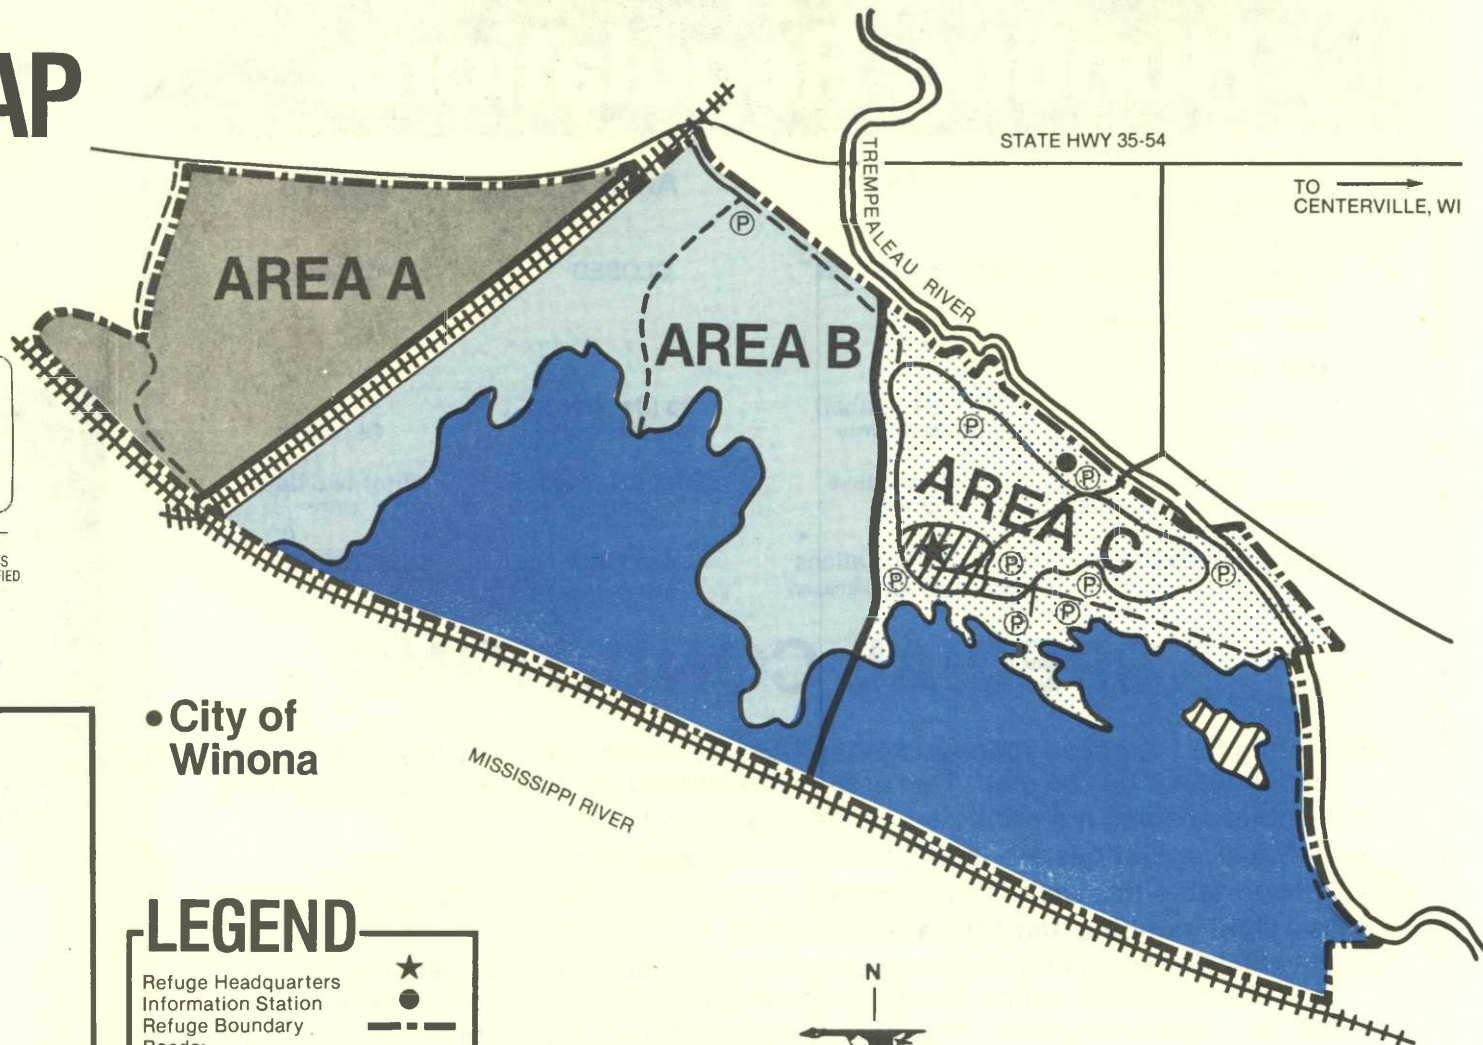 AP
STATE HWY 35-54
TO
CENTERVILLE, WI
TREMPEALEAU RIVER
AREA A
AREA B
AREA C
P
P
P
P
P
P
P
P
P
City of
Winona
MISSISSIPPI RIVER
LEGEND
Refuge Headquarters
Information Station
Refuge Boundary
N